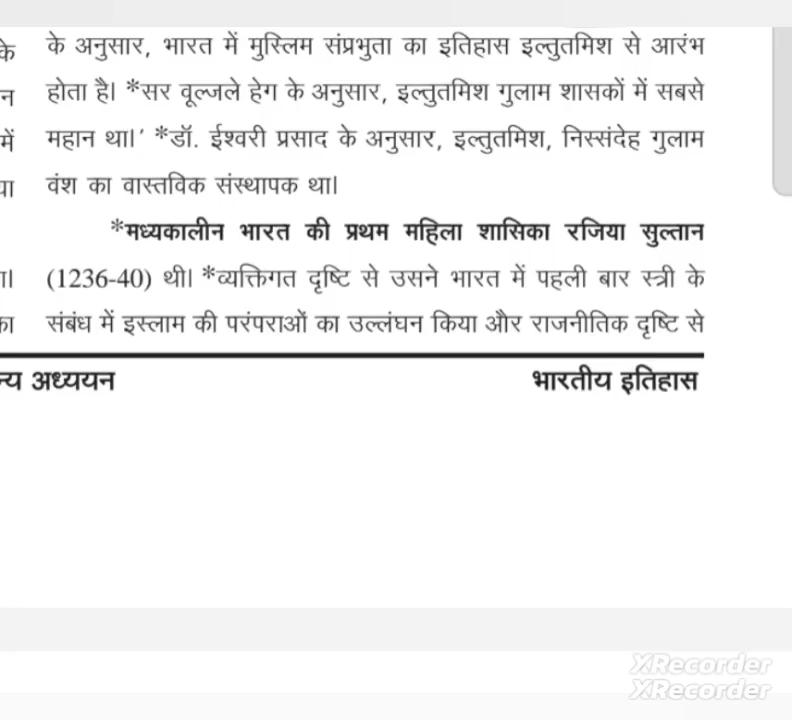 के के अनुसार, भारत में मुस्लिम संप्रभुता का इतिहास इल्तुतमिश से आरंभ
न होता है। *सर वूल्जले हेग के अनुसार, इल्तुतमिश गुलाम शासकों में सबसे
में महान था।' *डॉ. ईश्वरी प्रसाद के अनुसार, इल्तुतमिश, निस्संदेह गुलाम
वंश का वास्तविक संस्थापक था।
*मध्यकालीन भारत की प्रथम महिला शासिका रजिया सुल्तान
(1236-40) थी। *व्यक्तिगत दृष्टि से उसने भारत में पहली बार स्त्री के
संबंध में इस्लाम की परंपराओं का उल्लंघन किया और राजनीतिक दृष्टि से
अध्ययन भारतीय इतिहास
XRecorder
XRecorder